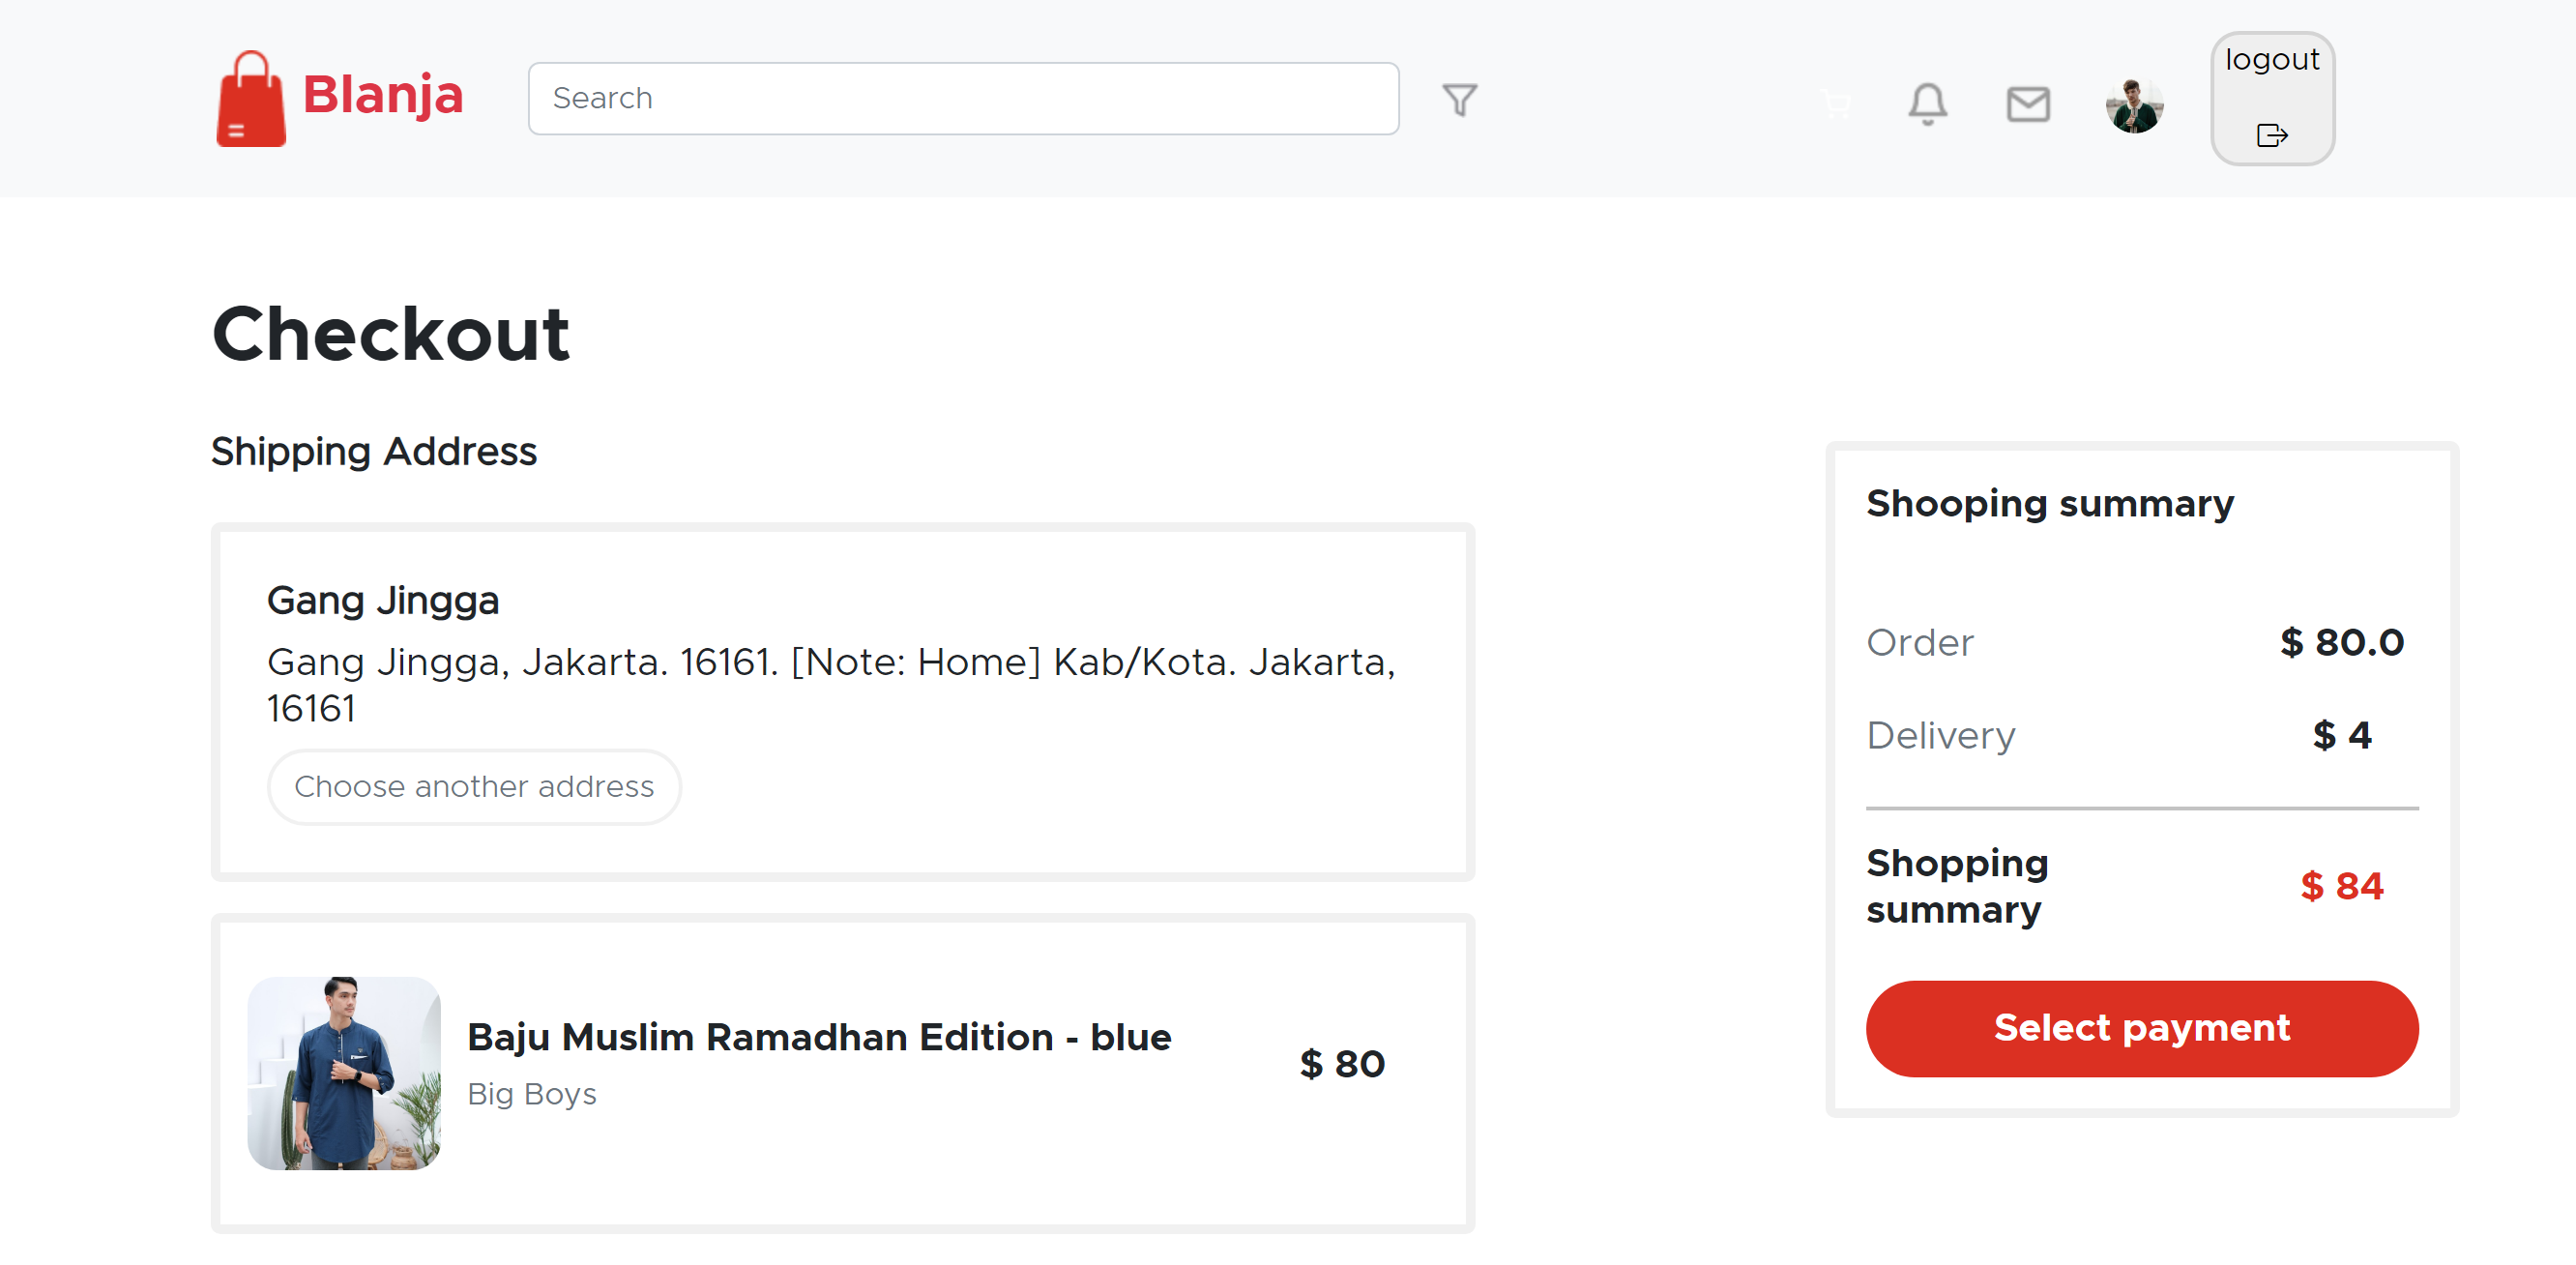 Blanja
Search
logout
Checkout
Shipping Address
Gang Jingga
Gang Jingga, Jakarta. 16161. [Note: Home] Kab/Kota. Jakarta,
16161
Choose another address
Baju Muslim Ramadhan Edition - blue
Big Boys
$ 80
Shooping summary
Order $ 80.0
Delivery $ 4
Shopping
summary
$ 84
Select payment